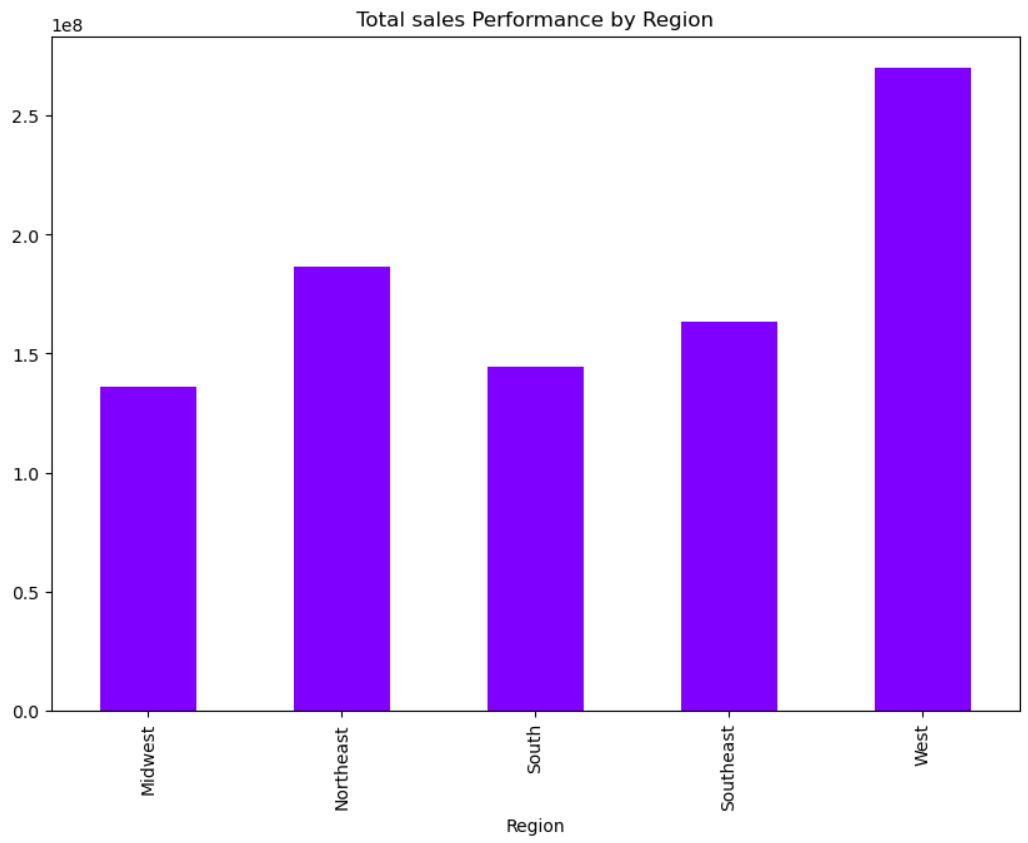 Total sales Performance by Region
1e8
2.5
2.0
1.5
1.0
0.5
0.0
Midwest
Northeast
South
Southeast
West
Region